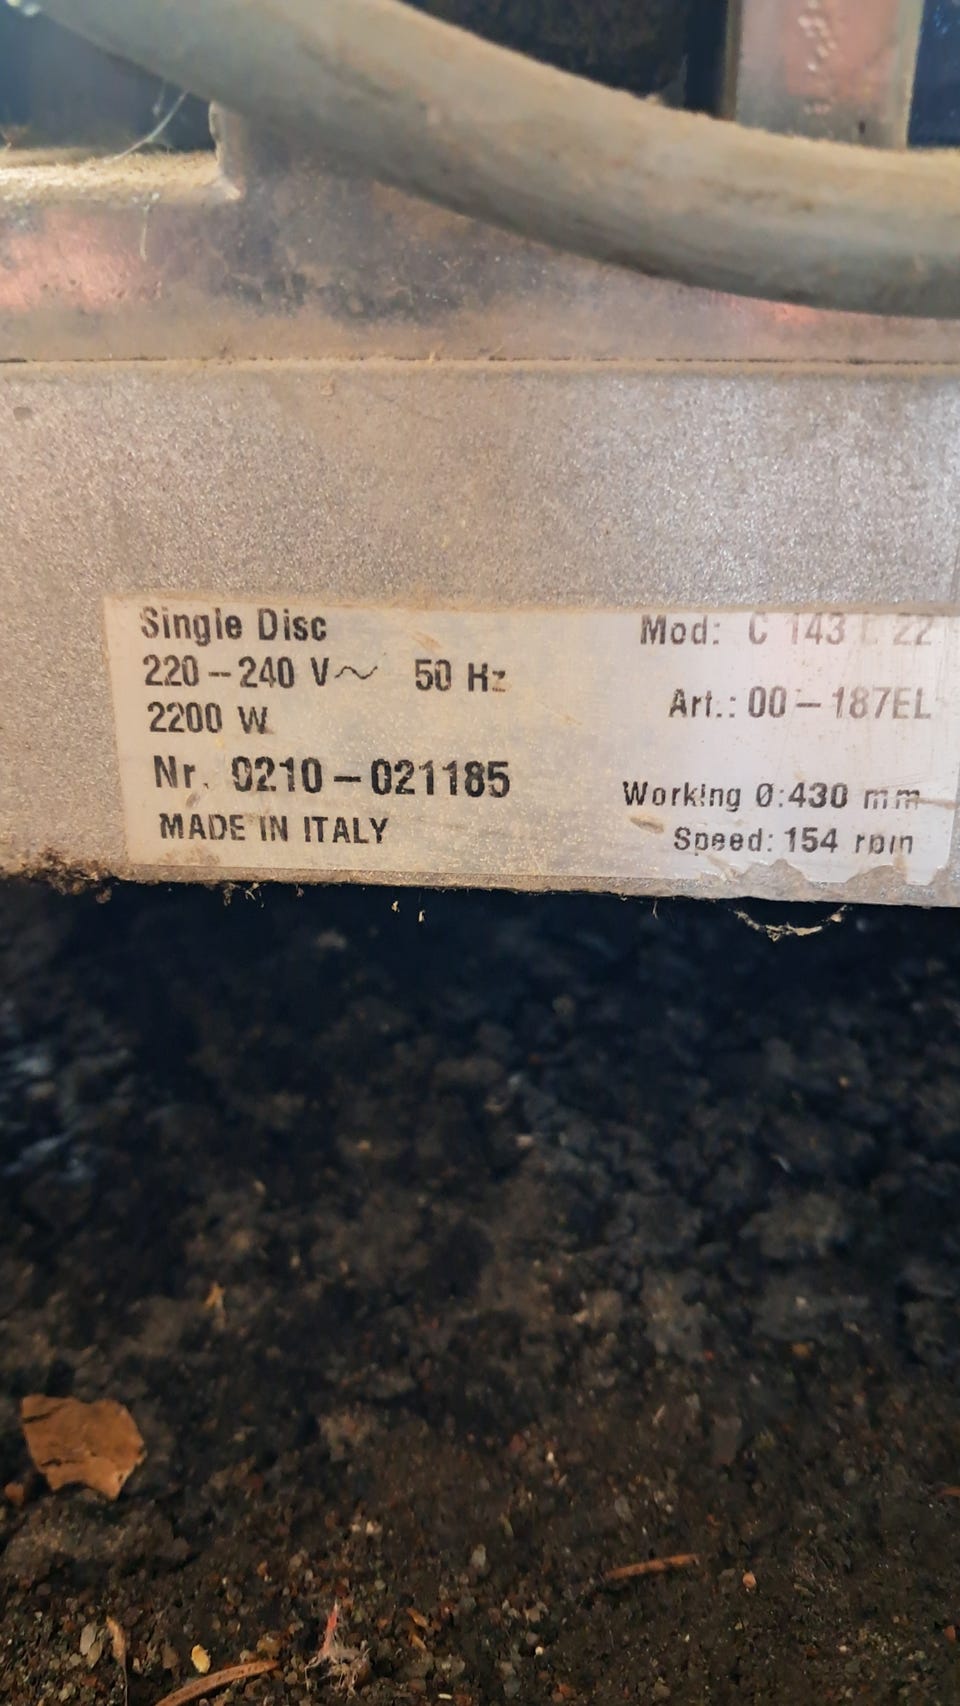 Single Disc
220-240 V~ 50 Hz
2200 W
Nr. 0210-021185
MADE IN ITALY
Mod: C 143 E 22
Art.: 00-187EL
Working Ø:430 mm
Speed: 154 rpm